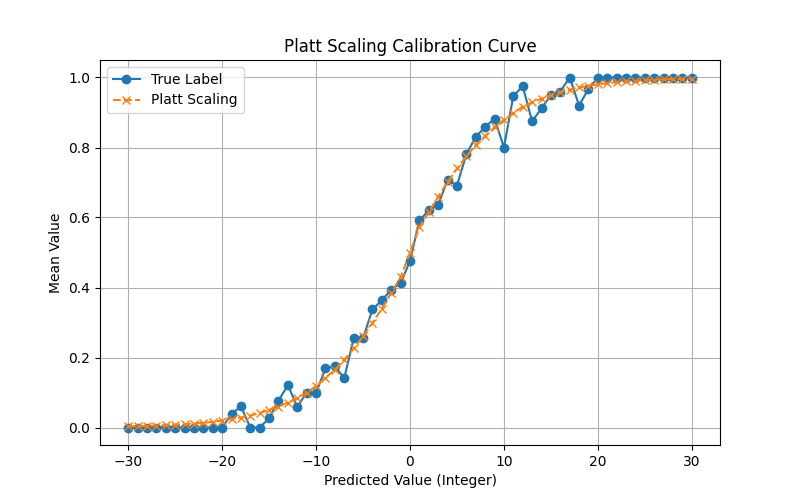 Platt Scaling Calibration Curve
True Label
Platt Scaling
Mean Value
1.0
0.8
0.6
0.4
0.2
0.0
−30 −20 −10 0 10 20 30
Predicted Value (Integer)